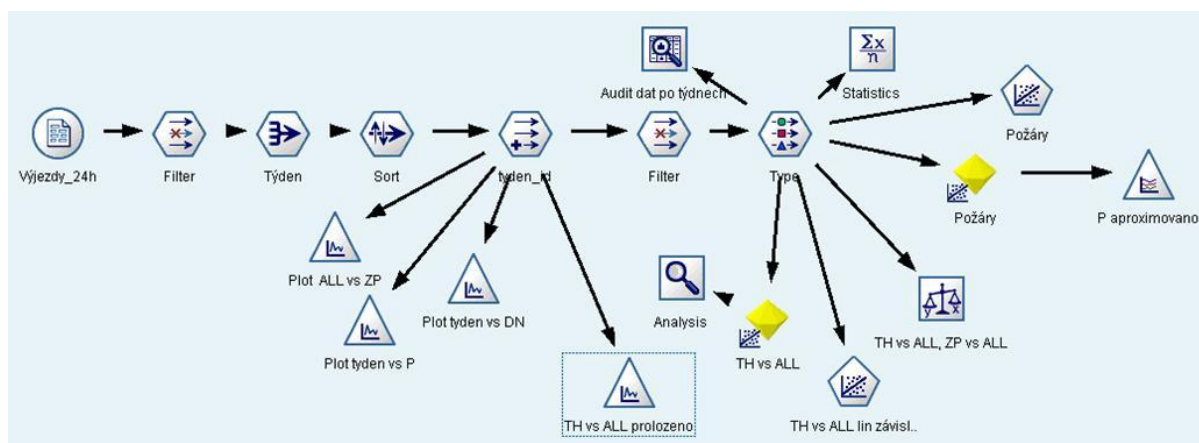 Audit dat po týdnech
Σx
n
Statistics
Požáry
Výjezdy_24h
Filter
Týden
Sort
tyden_id
Filter
Type
Požáry
P aproximovano
Plot ALL vs ZP
Plot tyden vs DN
Plot tyden vs P
Analysis
TH vs ALL
y x
TH vs ALL, ZP vs ALL
TH vs ALL prolozeno
TH vs ALL lin závisl..